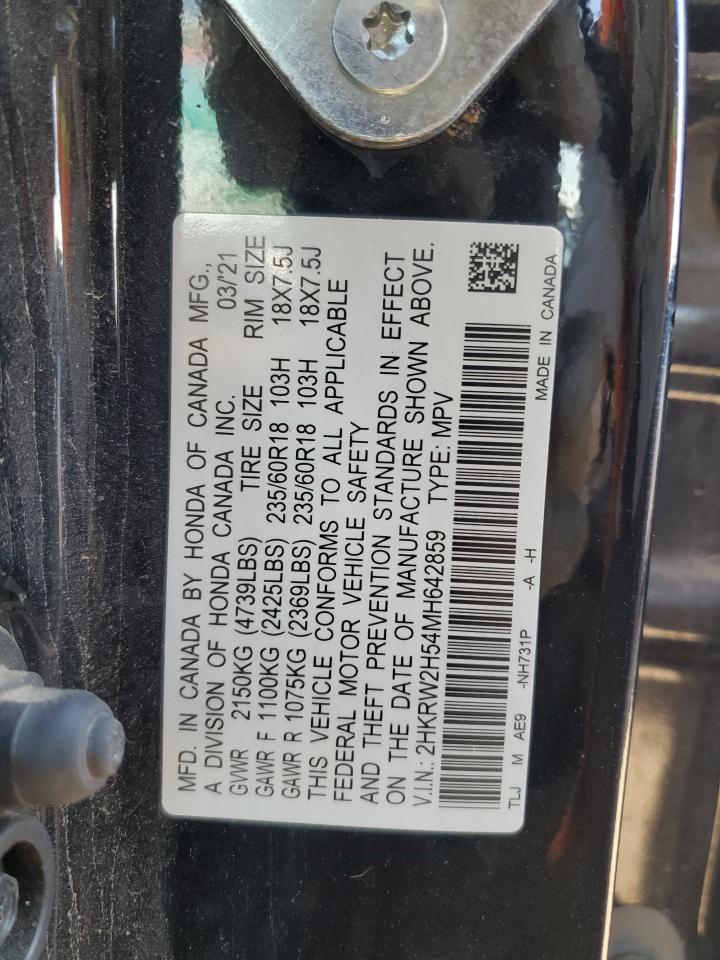 MFD. IN CANADA BY HONDA OF CANADA MFG.,
A DIVISION OF HONDA CANADA INC. 03/21
GVWR 2150KG (4739LBS) TIRE SIZE RIM SIZE
GAWR F 1100KG (2425LBS) 235/60R18 103H 18X7.5J
GAWR R 1075KG (2369LBS) 235/60R18 103H 18X7.5J
THIS VEHICLE CONFORMS TO ALL APPLICABLE
FEDERAL MOTOR VEHICLE SAFETY
AND THEFT PREVENTION STANDARDS IN EFFECT
ON THE DATE OF MANUFACTURE SHOWN ABOVE.
V.I.N.: 2HKRW2H54MH642859 TYPE: MPV
TLJ M AE9 -NH731P -A -H
MADE IN CANADA